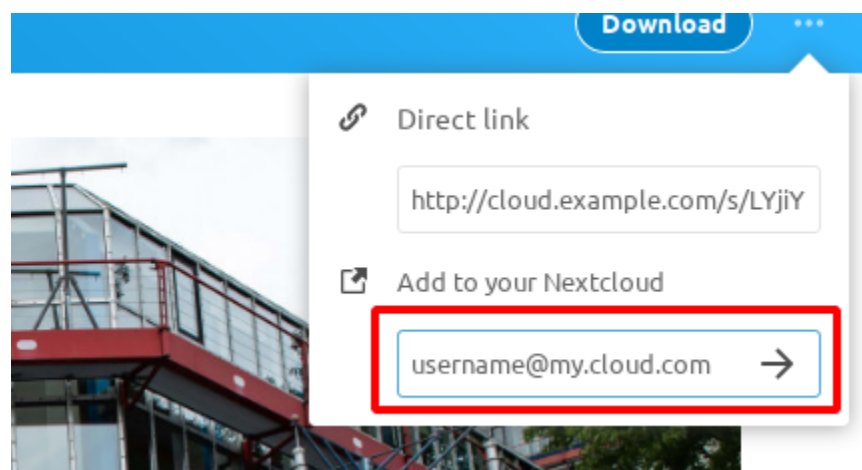 Download
Direct link
http://cloud.example.com/s/LYjiY
Add to your Nextcloud
username@my.cloud.com